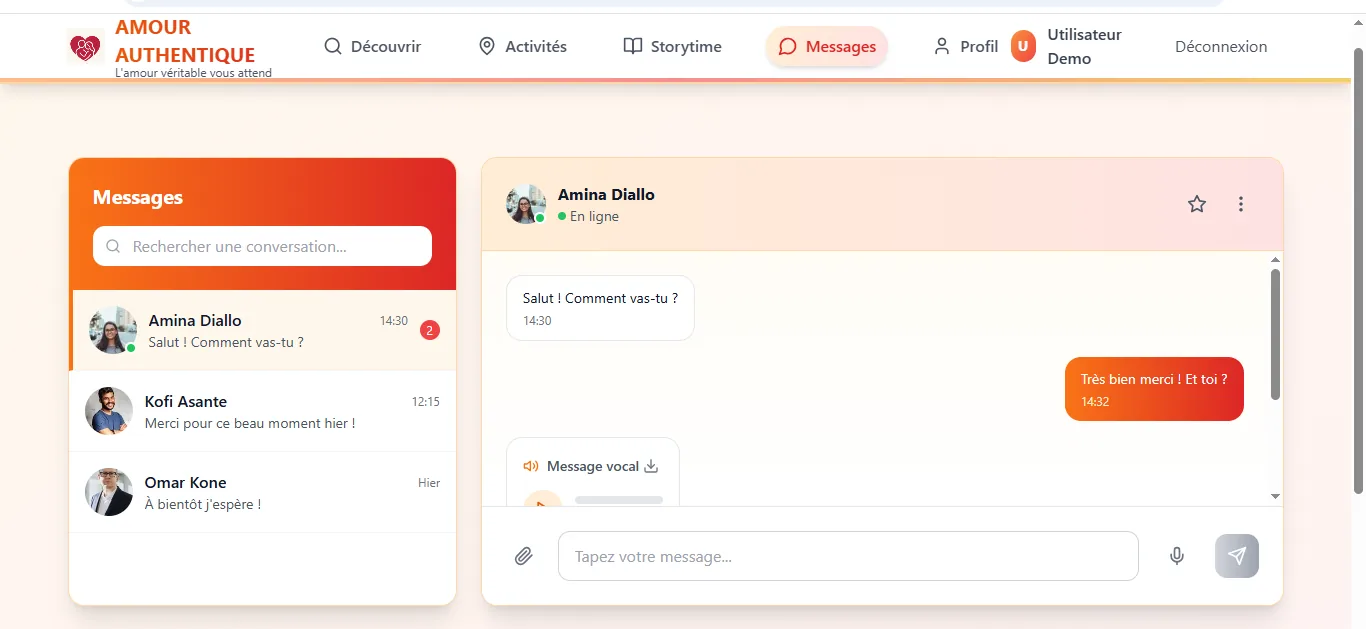 AMOUR
AUTHENTIQUE
L'amour véritable vous attend
Découvrir
Activités
Storytime
Messages
Profil
U
Utilisateur
Demo
Déconnexion
Messages
Rechercher une conversation...
Amina Diallo
14:30
Salut ! Comment vas-tu ?
2
Kofi Asante
12:15
Merci pour ce beau moment hier !
Omar Kone
Hier
À bientôt j'espère !
Amina Diallo
En ligne
Salut ! Comment vas-tu ?
14:30
Très bien merci ! Et toi ?
14:32
Message vocal
Tapez votre message...